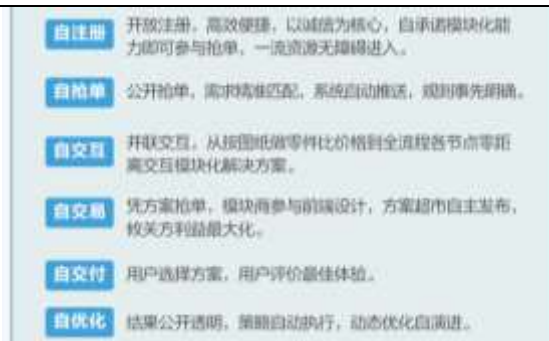 自注册 开放注册，高效便捷，以诚信为核心，自承诺模块化能
力即可参与抢单，一流资源无障碍进入。
自抢单 公开抢单，需求精准匹配，系统自动推送，规则事先明确。
自交互 并联交互，从按图纸做零件比价格到全流程各节点零距
离交互模块化解决方案。
自交易 凭方案抢单，模块商参与前端设计，方案超市自主发布，
攸关方利益最大化。
自交付 用户选择方案，用户评价最佳体验。
自优化 结果公开透明，策略自动执行，动态优化自演进。